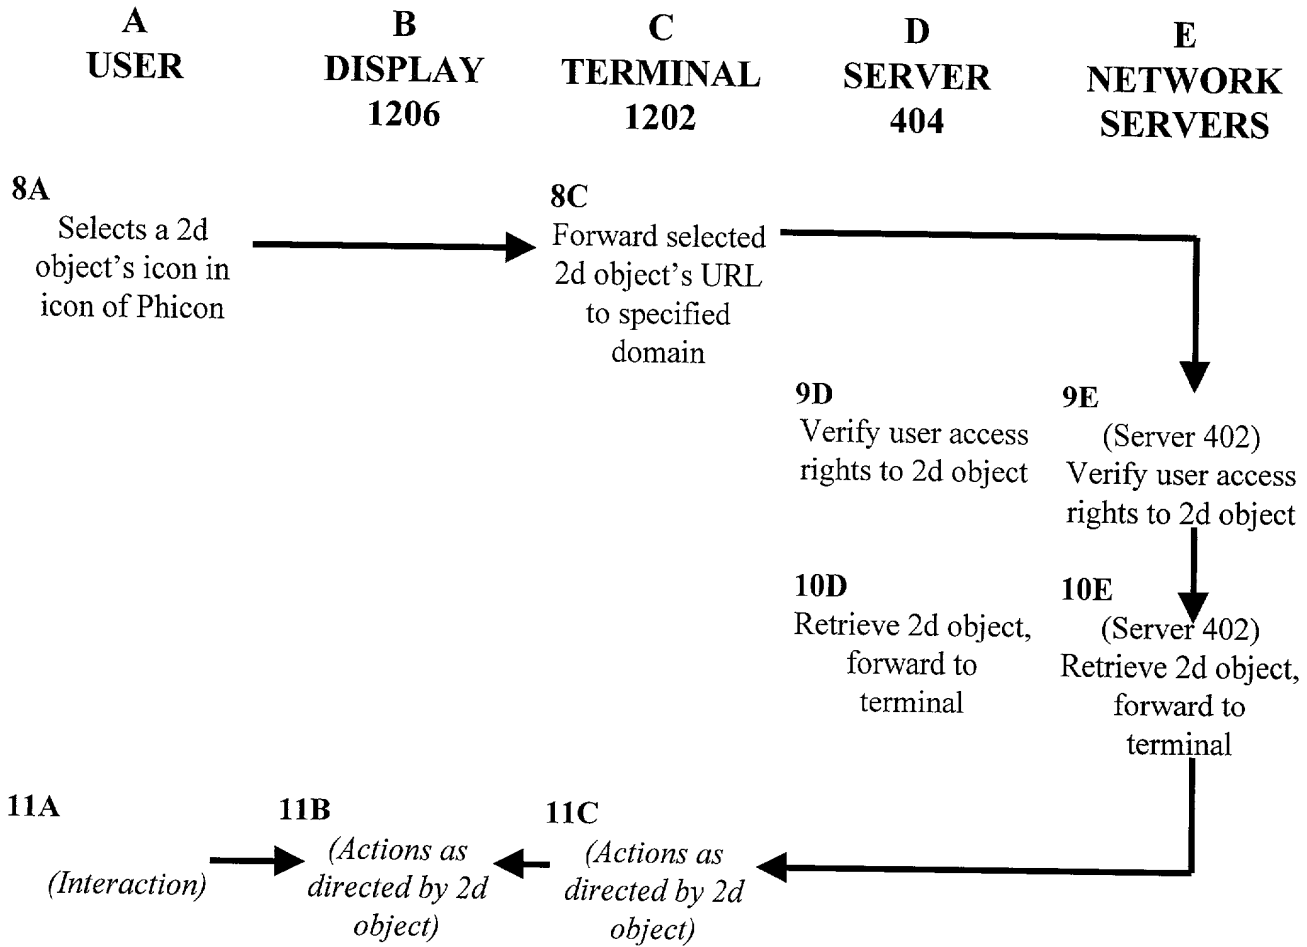 A
USER
B
DISPLAY
1206
C
TERMINAL
1202
D
SERVER
404
E
NETWORK
SERVERS
8A
Selects a 2d
object's icon in
icon of Phicon
8C
Forward selected
2d object's URL
to specified
domain
9D
Verify user access
rights to 2d object
9E
(Server 402)
Verify user access
rights to 2d object
10D
Retrieve 2d object,
forward to
terminal
10E
(Server 402)
Retrieve 2d object,
forward to
terminal
11A
(Interaction)
11B
(Actions as
directed by 2d
object)
11C
(Actions as
directed by 2d
object)